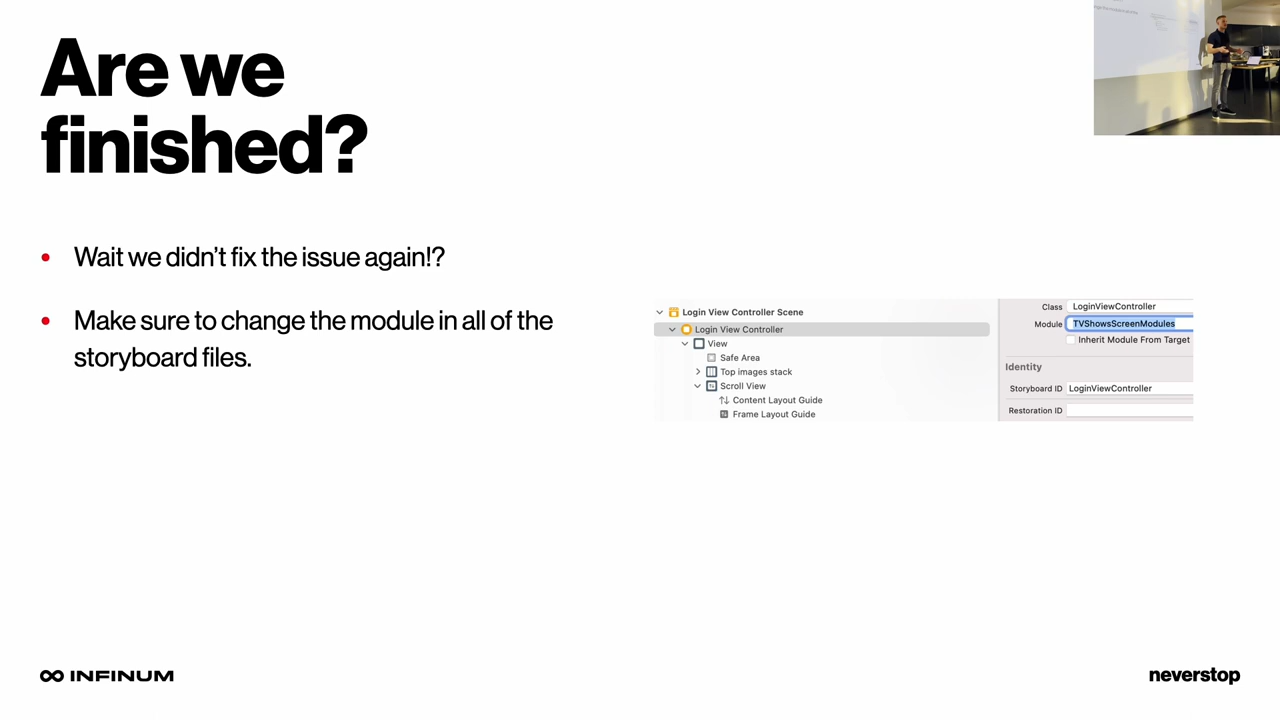 Are we
finished?
• Wait we didn't fix the issue again!?
• Make sure to change the module in all of the
storyboard files.
Login View Controller Scene
Login View Controller
View
Safe Area
Top images stack
Scroll View
Content Layout Guide
Frame Layout Guide
Class LoginViewController
Module TVShowsScreenModules
Inherit Module From Target
Identity
Storyboard ID LoginViewController
Restoration ID
INFINUM
neverstop